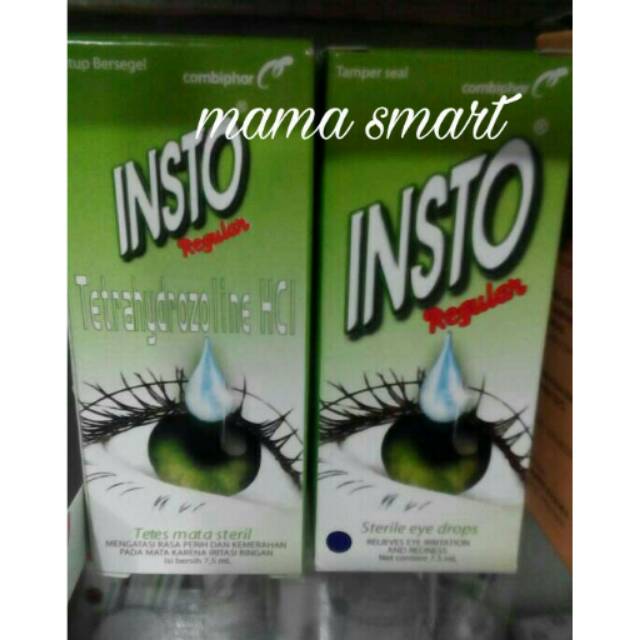 tup Bersegel
combiphar
INSTO
®
Regular
Tetrahydrozoline HCl
Tetes mata steril
MENGATASI RASA PERIH DAN KEMERAHAN
PADA MATA KARENA IRITASI RINGAN
Isi bersih 7,5 mL
Tamper seal
combiphar
INSTO
®
Regular
Sterile eye drops
RELIEVES EYE IRRITATION
AND REDNESS
Net content 7.5 mL
mama smart